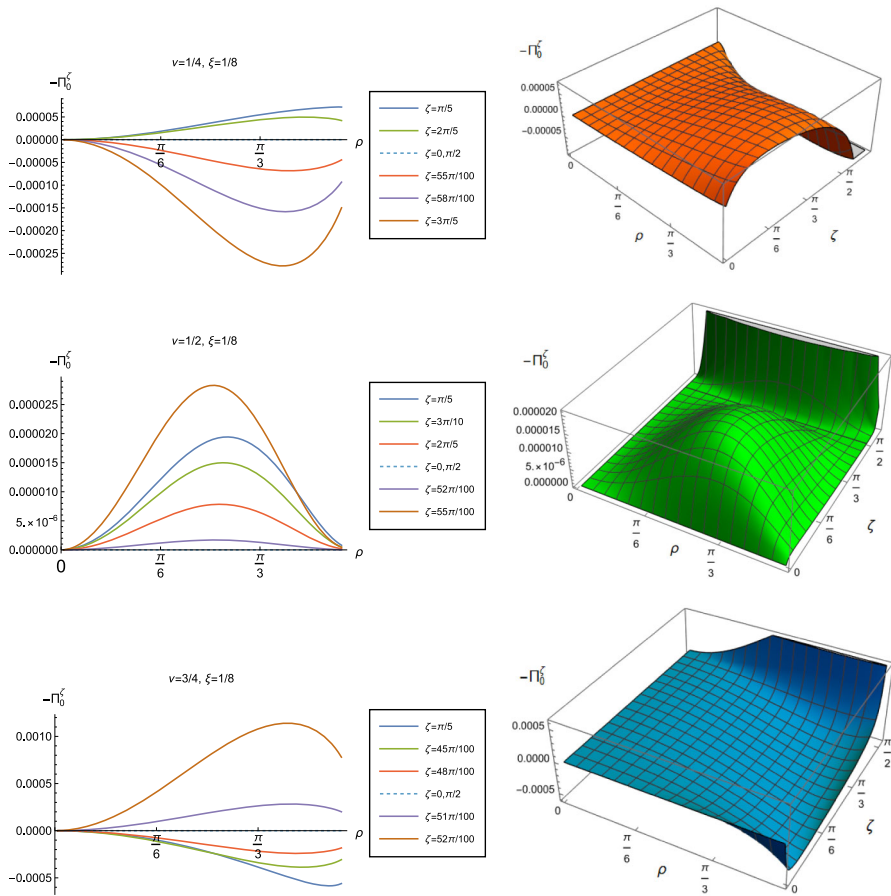 ν=1/4, ξ=1/8
−Π₀^ζ
0.00005
0.00000
−0.00005
−0.00010
−0.00015
−0.00020
−0.00025
π/6
π/3
ρ
ζ=π/5
ζ=2π/5
ζ=0,π/2
ζ=55π/100
ζ=58π/100
ζ=3π/5
−Π₀^ζ
0.00005
0.00000
−0.00005
0
π/6
π/3
ρ
0
π/6
π/3
π/2
ζ
ν=1/2, ξ=1/8
−Π₀^ζ
0.000025
0.000020
0.000015
0.000010
5.×10⁻⁶
0.000000
0
π/6
π/3
ρ
ζ=π/5
ζ=3π/10
ζ=2π/5
ζ=0,π/2
ζ=52π/100
ζ=55π/100
−Π₀^ζ
0.000020
0.000015
0.000010
5.×10⁻⁶
0.000000
0
π/6
π/3
ρ
0
π/6
π/3
π/2
ζ
ν=3/4, ξ=1/8
−Π₀^ζ
0.0010
0.0005
0.0000
−0.0005
π/6
π/3
ρ
ζ=π/5
ζ=45π/100
ζ=48π/100
ζ=0,π/2
ζ=51π/100
ζ=52π/100
−Π₀^ζ
0.0005
0.0000
−0.0005
0
π/6
π/3
ρ
0
π/6
π/3
π/2
ζ